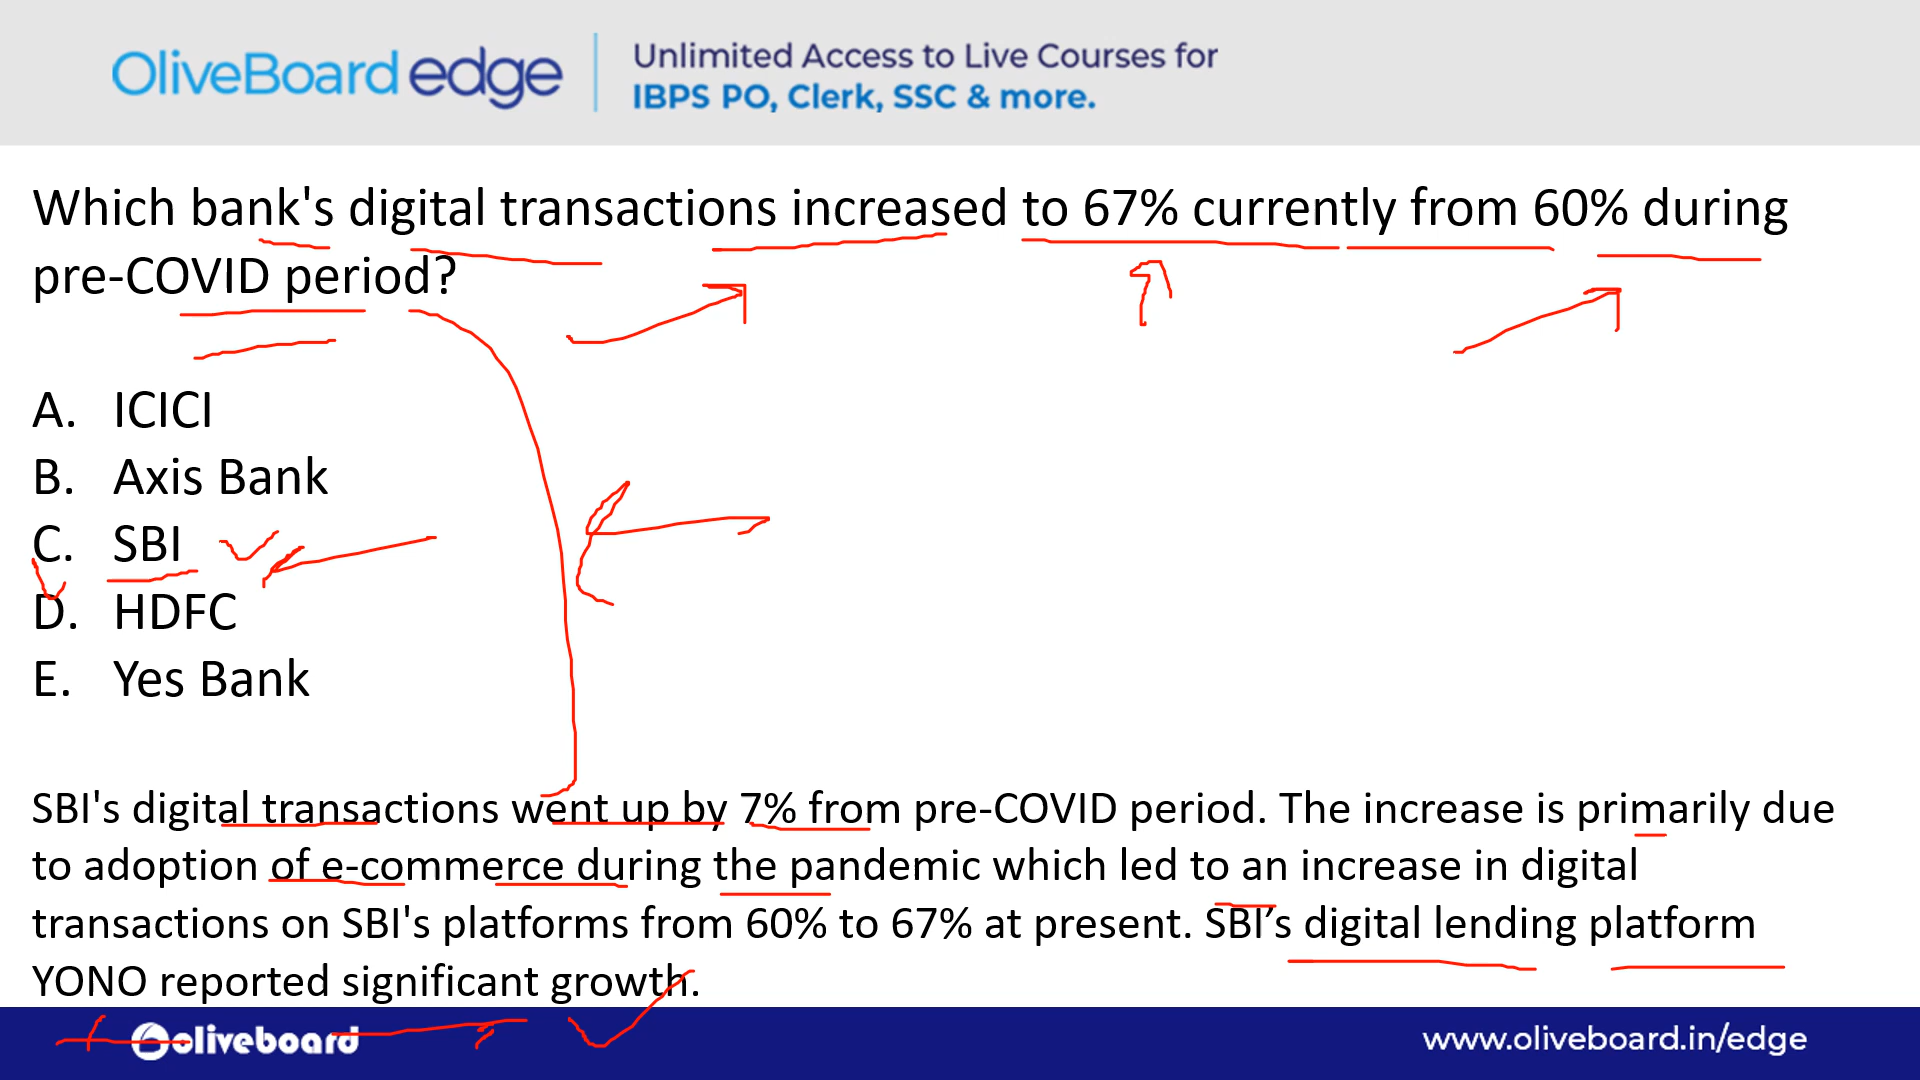 OliveBoard edge
Unlimited Access to Live Courses for
IBPS PO, Clerk, SSC & more.
Which bank's digital transactions increased to 67% currently from 60% during
pre-COVID period?
A. ICICI
B. Axis Bank
C. SBI
D. HDFC
E. Yes Bank
SBI's digital transactions went up by 7% from pre-COVID period. The increase is primarily due
to adoption of e-commerce during the pandemic which led to an increase in digital
transactions on SBI's platforms from 60% to 67% at present. SBI’s digital lending platform
YONO reported significant growth.
oliveboard
www.oliveboard.in/edge